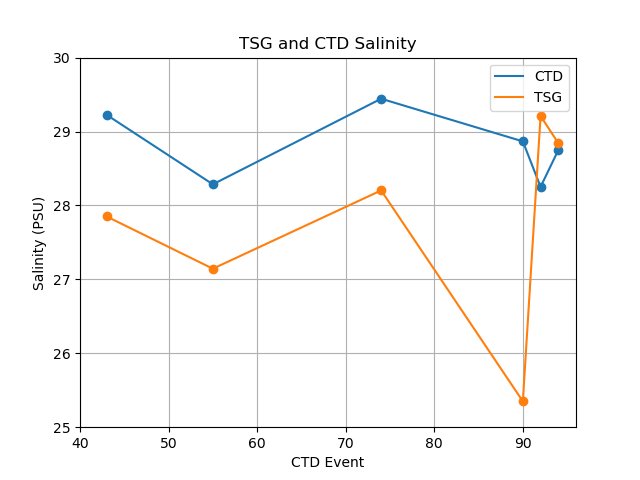 TSG and CTD Salinity
CTD
TSG
30
29
28
27
26
25
Salinity (PSU)
40 50 60 70 80 90
CTD Event